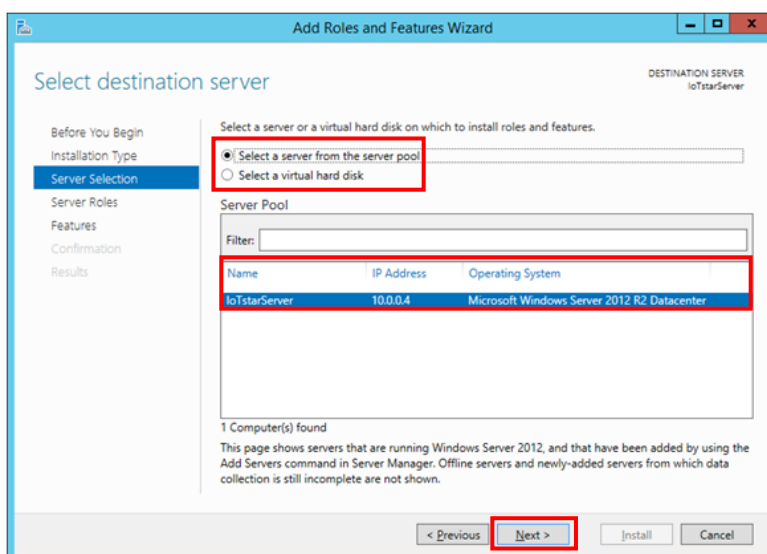 Add Roles and Features Wizard
Select destination server
DESTINATION SERVER
IoTstarServer
Before You Begin
Installation Type
Server Selection
Server Roles
Features
Confirmation
Results
Select a server or a virtual hard disk on which to install roles and features.
Select a server from the server pool
Select a virtual hard disk
Server Pool
Filter:
Name IP Address Operating System
IoTstarServer 10.0.0.4 Microsoft Windows Server 2012 R2 Datacenter
1 Computer(s) found
This page shows servers that are running Windows Server 2012, and that have been added by using the
Add Servers command in Server Manager. Offline servers and newly-added servers from which data
collection is still incomplete are not shown.
< Previous Next > Install Cancel